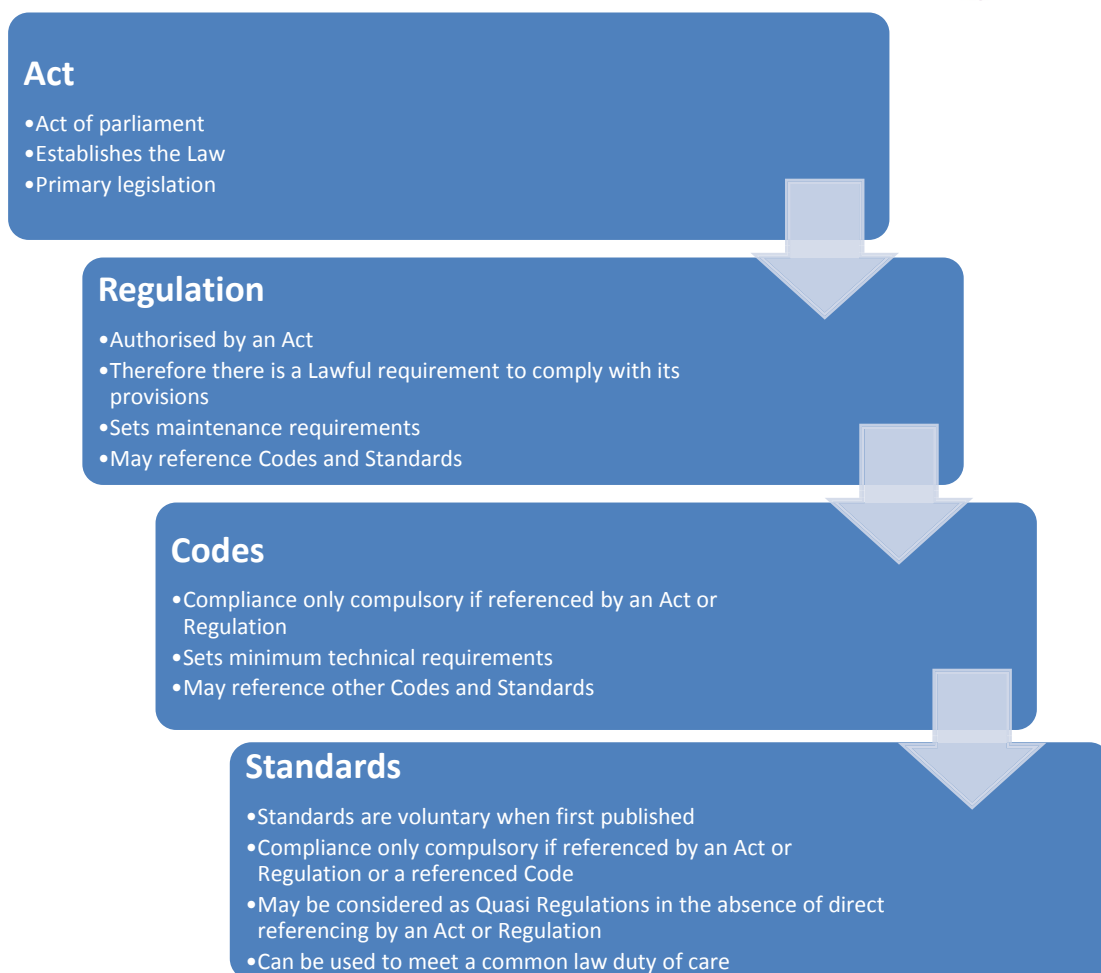 Act
•Act of parliament
•Establishes the Law
•Primary legislation
Regulation
•Authorised by an Act
•Therefore there is a Lawful requirement to comply with its
provisions
•Sets maintenance requirements
•May reference Codes and Standards
Codes
•Compliance only compulsory if referenced by an Act or
Regulation
•Sets minimum technical requirements
•May reference other Codes and Standards
Standards
•Standards are voluntary when first published
•Compliance only compulsory if referenced by an Act or
Regulation or a referenced Code
•May be considered as Quasi Regulations in the absence of direct
referencing by an Act or Regulation
•Can be used to meet a common law duty of care